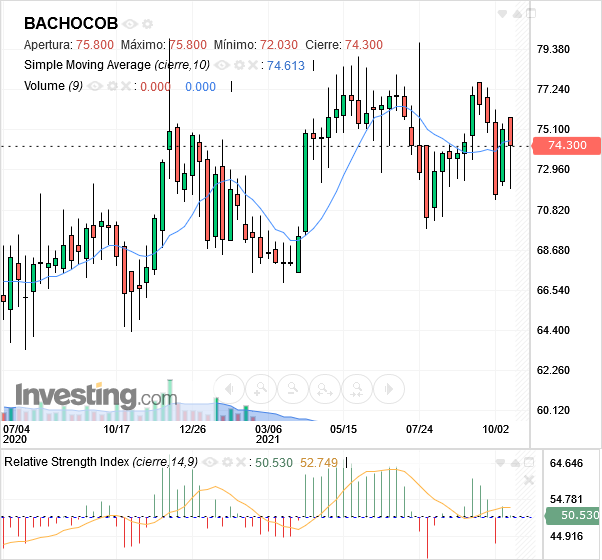 BACHOCOB
Apertura: 75.800 Máximo: 75.800 Mínimo: 72.030 Cierre: 74.300
Simple Moving Average (cierre,10) : 74.613
Volume (9) : 0.000 0.000
79.380
77.240
75.100
74.300
72.960
70.820
68.680
66.540
64.400
62.260
60.120
Investing.com
07/04 10/17 12/26 03/06 05/15 07/24 10/02
2020 2021
Relative Strength Index (cierre,14,9) : 50.530 52.749
64.646
54.781
50.530
44.916